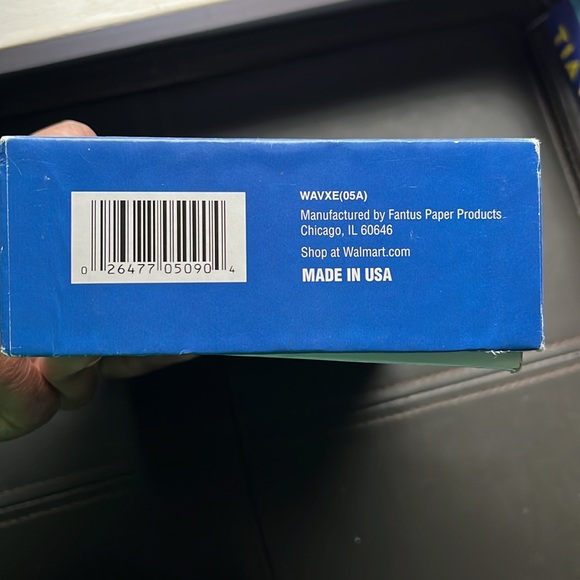 WAVXE(05A)
Manufactured by Fantus Paper Products
Chicago, IL 60646
Shop at Walmart.com
MADE IN USA
0 26477 05090 4